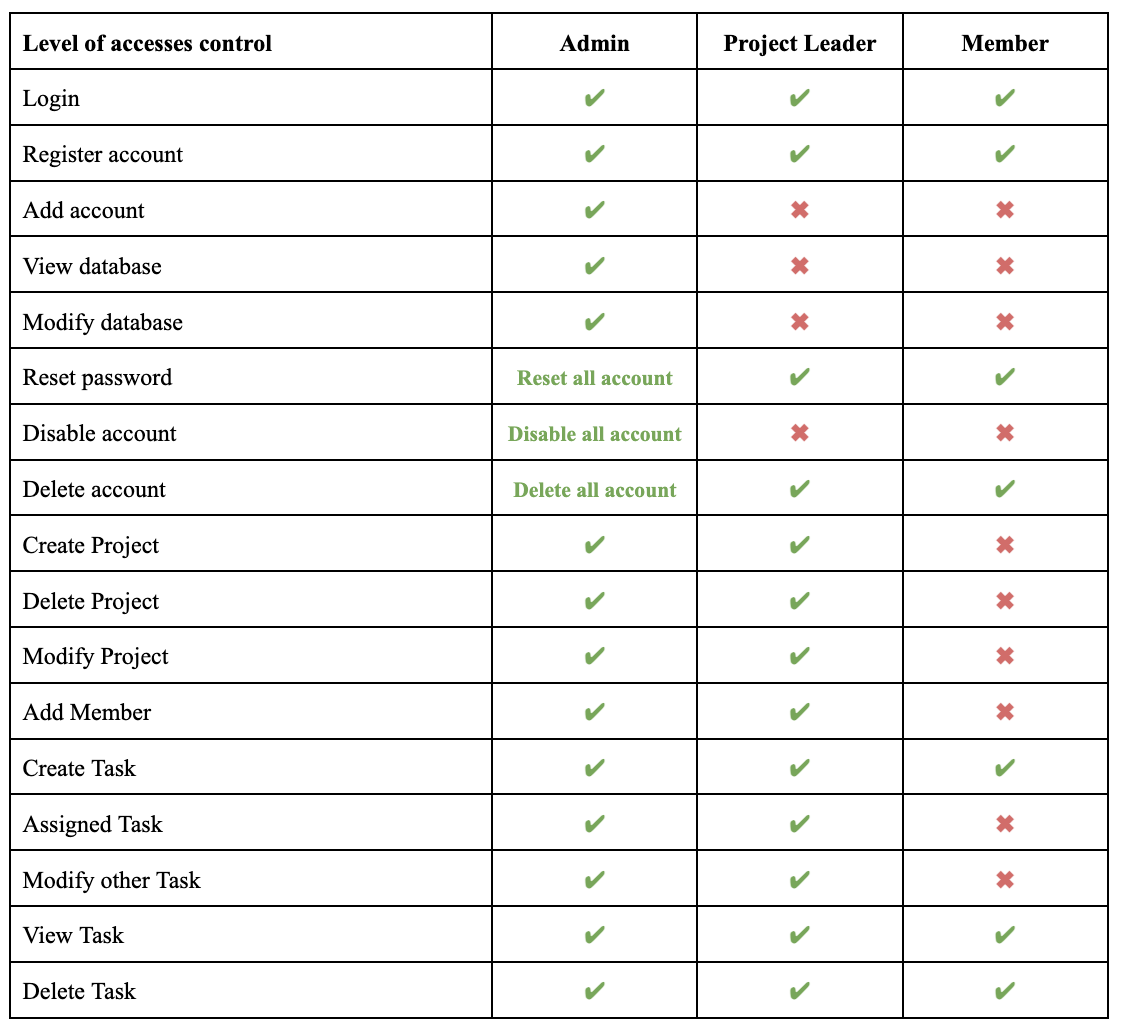 Level of accesses control Admin Project Leader Member
Login ✔ ✔ ✔
Register account ✔ ✔ ✔
Add account ✔ ✖ ✖
View database ✔ ✖ ✖
Modify database ✔ ✖ ✖
Reset password Reset all account ✔ ✔
Disable account Disable all account ✖ ✖
Delete account Delete all account ✔ ✔
Create Project ✔ ✔ ✖
Delete Project ✔ ✔ ✖
Modify Project ✔ ✔ ✖
Add Member ✔ ✔ ✖
Create Task ✔ ✔ ✔
Assigned Task ✔ ✔ ✖
Modify other Task ✔ ✔ ✖
View Task ✔ ✔ ✔
Delete Task ✔ ✔ ✔